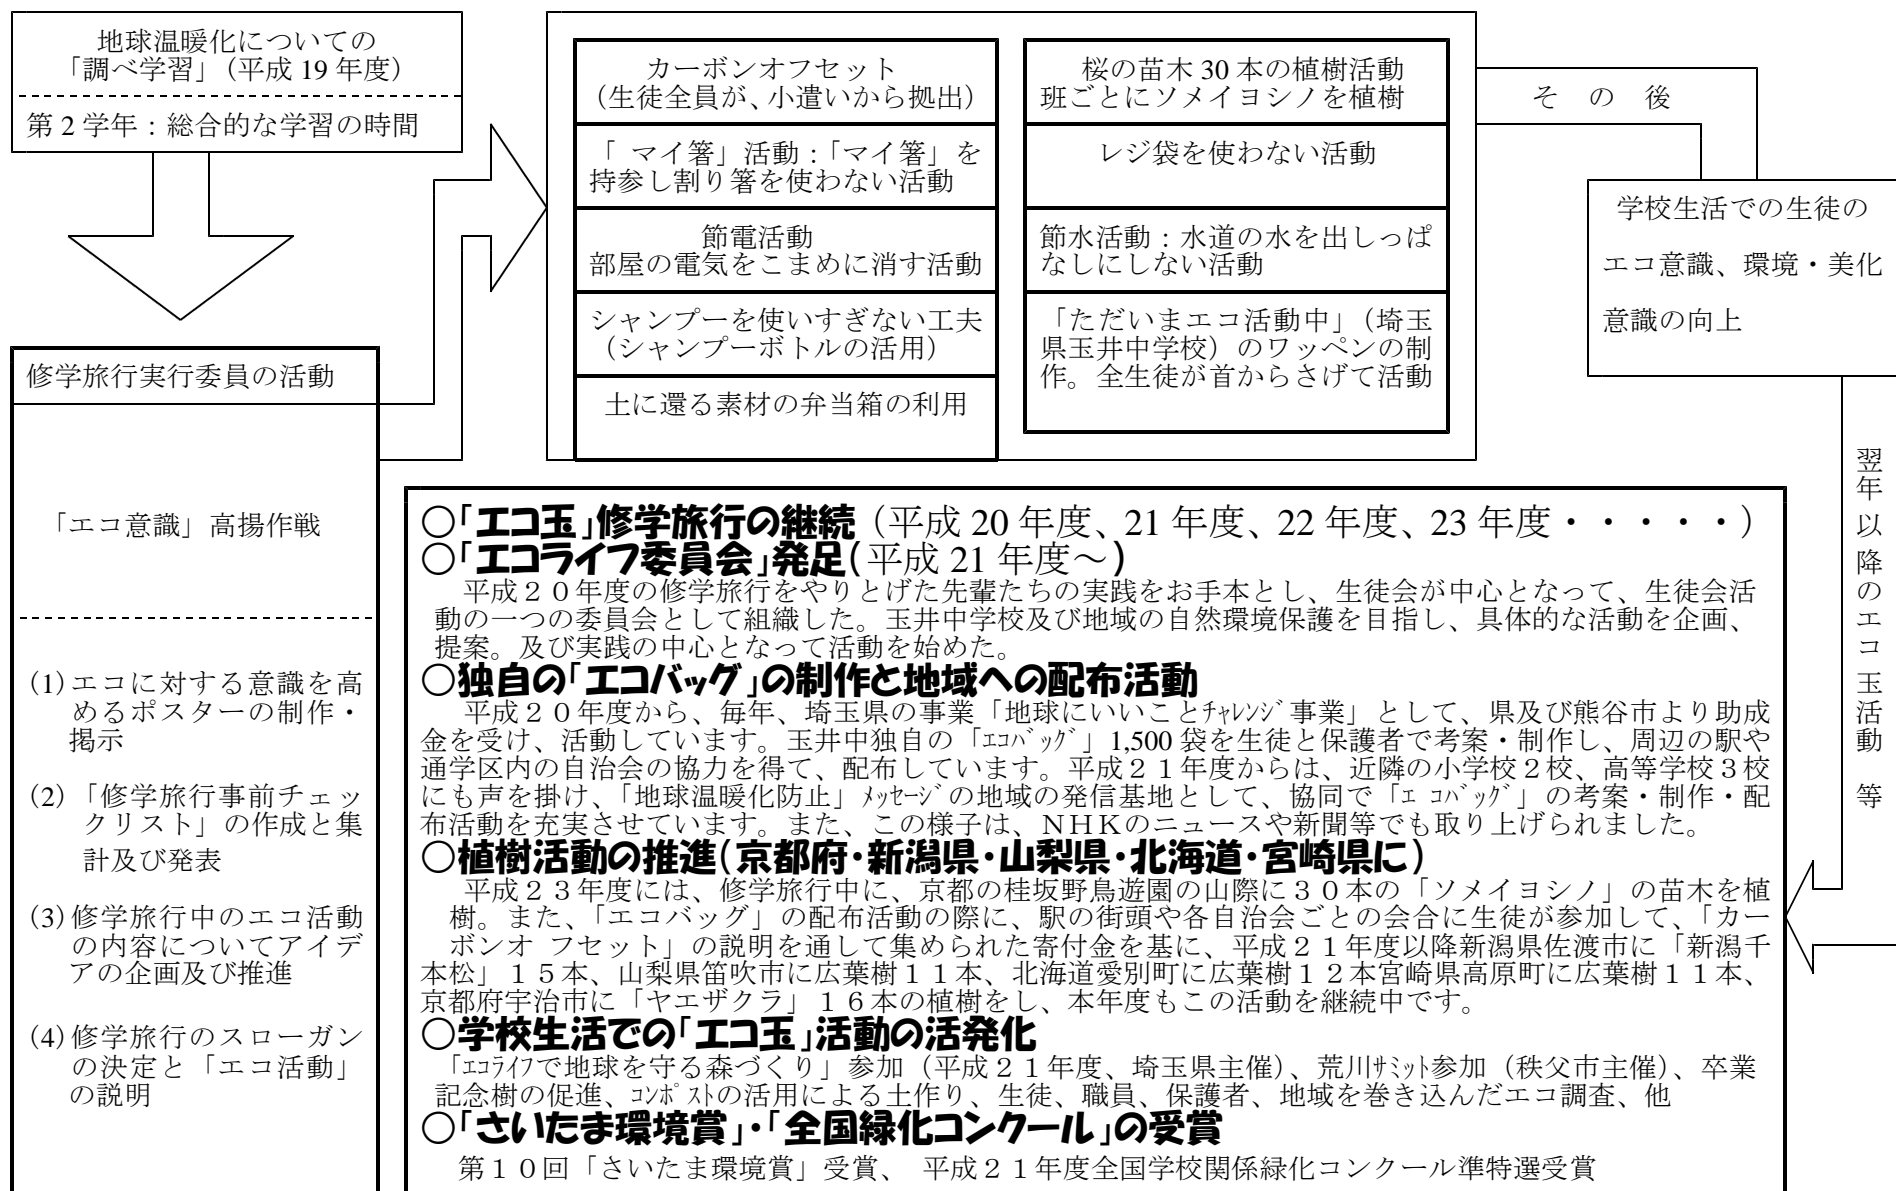 地球温暖化についての
「調べ学習」（平成 19 年度）
第 2 学年：総合的な学習の時間
修学旅行実行委員の活動
「エコ意識」高揚作戦
(1)エコに対する意識を高
めるポスターの制作・
掲示
(2)「修学旅行事前チェッ
クリスト」の作成と集
計及び発表
(3)修学旅行中のエコ活動
の内容についてアイデ
アの企画及び推進
(4)修学旅行のスローガン
の決定と「エコ活動」
の説明
カーボンオフセット
（生徒全員が、小遣いから拠出）
「 マイ箸」活動：「マイ箸」を
持参し割り箸を使わない活動
節電活動
部屋の電気をこまめに消す活動
シャンプーを使いすぎない工夫
（シャンプーボトルの活用）
土に還る素材の弁当箱の利用
桜の苗木 30 本の植樹活動
班ごとにソメイヨシノを植樹
レジ袋を使わない活動
節水活動：水道の水を出しっぱ
なしにしない活動
「ただいまエコ活動中」（埼玉
県玉井中学校）のワッペンの制
作。全生徒が首からさげて活動
そ の 後
学校生活での生徒の
エコ意識、環境・美化
意識の向上
翌年以降のエコ玉活動 等
○「エコ玉」修学旅行の継続（平成 20 年度、21 年度、22 年度、23 年度・・・・・）
○「エコライフ委員会」発足(平成 21 年度～)
平成２０年度の修学旅行をやりとげた先輩たちの実践をお手本とし、生徒会が中心となって、生徒会活
動の一つの委員会として組織した。玉井中学校及び地域の自然環境保護を目指し、具体的な活動を企画、
提案。及び実践の中心となって活動を始めた。
○独自の「エコバッグ」の制作と地域への配布活動
平成２０年度から、毎年、埼玉県の事業「地球にいいことﾁｬﾚﾝｼﾞ事業」として、県及び熊谷市より助成
金を受け、活動しています。玉井中独自の「ｴｺﾊﾞｯｸﾞ」1,500 袋を生徒と保護者で考案・制作し、周辺の駅や
通学区内の自治会の協力を得て、配布しています。平成２１年度からは、近隣の小学校２校、高等学校３校
にも声を掛け、「地球温暖化防止」ﾒｯｾｰｼﾞの地域の発信基地として、協同で「ｴ ｺﾊﾞｯｸﾞ」の考案・制作・配
布活動を充実させています。また、この様子は、ＮＨＫのニュースや新聞等でも取り上げられました。
○植樹活動の推進(京都府･新潟県･山梨県･北海道･宮崎県に)
平成２３年度には、修学旅行中に、京都の桂坂野鳥遊園の山際に３０本の「ソメイヨシノ」の苗木を植
樹。また、「エコバッグ」の配布活動の際に、駅の街頭や各自治会ごとの会合に生徒が参加して、「カー
ボンオ フセット」の説明を通して集められた寄付金を基に、平成２１年度以降新潟県佐渡市に「新潟千
本松」１５本、山梨県笛吹市に広葉樹１１本、北海道愛別町に広葉樹１２本宮崎県高原町に広葉樹１１本、
京都府宇治市に「ヤエザクラ」１６本の植樹をし、本年度もこの活動を継続中です。
○学校生活での「エコ玉」活動の活発化
「ｴｺﾗｲﾌで地球を守る森づくり」参加（平成２１年度、埼玉県主催）、荒川ｻﾐｯﾄ参加（秩父市主催）、卒業
記念樹の促進、ｺﾝﾎﾟｽﾄの活用による土作り、生徒、職員、保護者、地域を巻き込んだエコ調査、他
○「さいたま環境賞」･「全国緑化コンクール」の受賞
第１０回「さいたま環境賞」受賞、 平成２１年度全国学校関係緑化コンクール準特選受賞